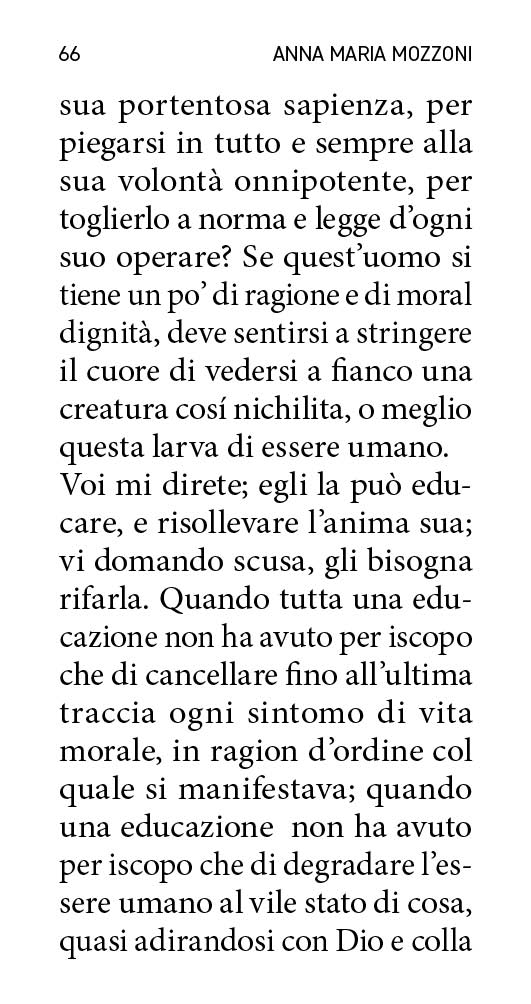 66 ANNA MARIA MOZZONI
sua portentosa sapienza, per
piegarsi in tutto e sempre alla
sua volontà onnipotente, per
toglierlo a norma e legge d’ogni
suo operare? Se quest’uomo si
tiene un po’ di ragione e di moral
dignità, deve sentirsi a stringere
il cuore di vedersi a fianco una
creatura cosí nichilita, o meglio
questa larva di essere umano.
Voi mi direte; egli la può edu-
care, e risollevare l’anima sua;
vi domando scusa, gli bisogna
rifarla. Quando tutta una edu-
cazione non ha avuto per iscopo
che di cancellare fino all’ultima
traccia ogni sintomo di vita
morale, in ragion d’ordine col
quale si manifestava; quando
una educazione non ha avuto
per iscopo che di degradare l’es-
sere umano al vile stato di cosa,
quasi adirandosi con Dio e colla